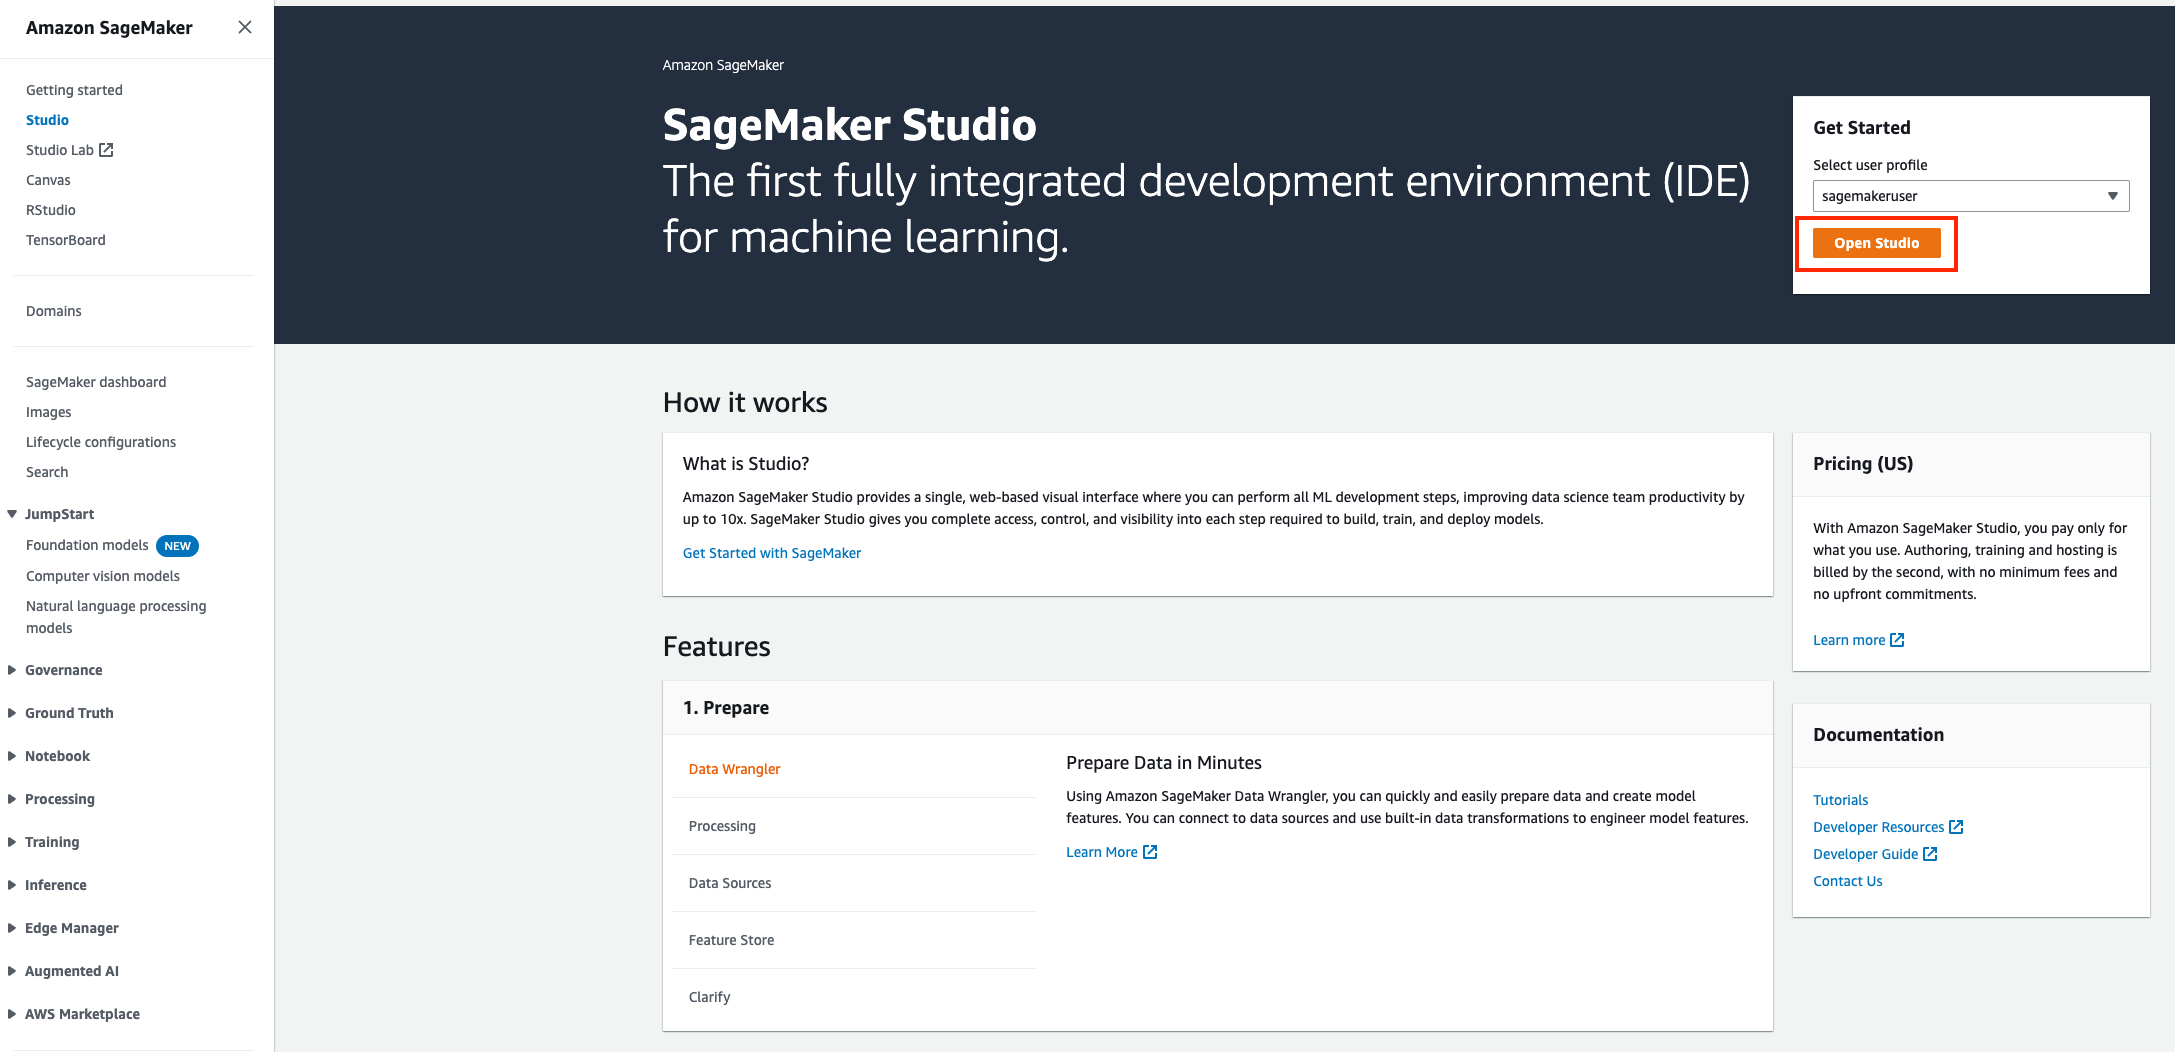 Amazon SageMaker
Getting started
Studio
Studio Lab
Canvas
RStudio
TensorBoard
Domains
SageMaker dashboard
Images
Lifecycle configurations
Search
JumpStart
Foundation models NEW
Computer vision models
Natural language processing
models
Governance
Ground Truth
Notebook
Processing
Training
Inference
Edge Manager
Augmented AI
AWS Marketplace
Amazon SageMaker
SageMaker Studio
The first fully integrated development environment (IDE)
for machine learning.
Get Started
Select user profile
sagemakeruser
Open Studio
How it works
What is Studio?
Amazon SageMaker Studio provides a single, web-based visual interface where you can perform all ML development steps, improving data science team productivity by
up to 10x. SageMaker Studio gives you complete access, control, and visibility into each step required to build, train, and deploy models.
Get Started with SageMaker
Pricing (US)
With Amazon SageMaker Studio, you pay only for
what you use. Authoring, training and hosting is
billed by the second, with no minimum fees and
no upfront commitments.
Learn more
Features
1. Prepare
Data Wrangler
Processing
Data Sources
Feature Store
Clarify
Prepare Data in Minutes
Using Amazon SageMaker Data Wrangler, you can quickly and easily prepare data and create model
features. You can connect to data sources and use built-in data transformations to engineer model features.
Learn More
Documentation
Tutorials
Developer Resources
Developer Guide
Contact Us